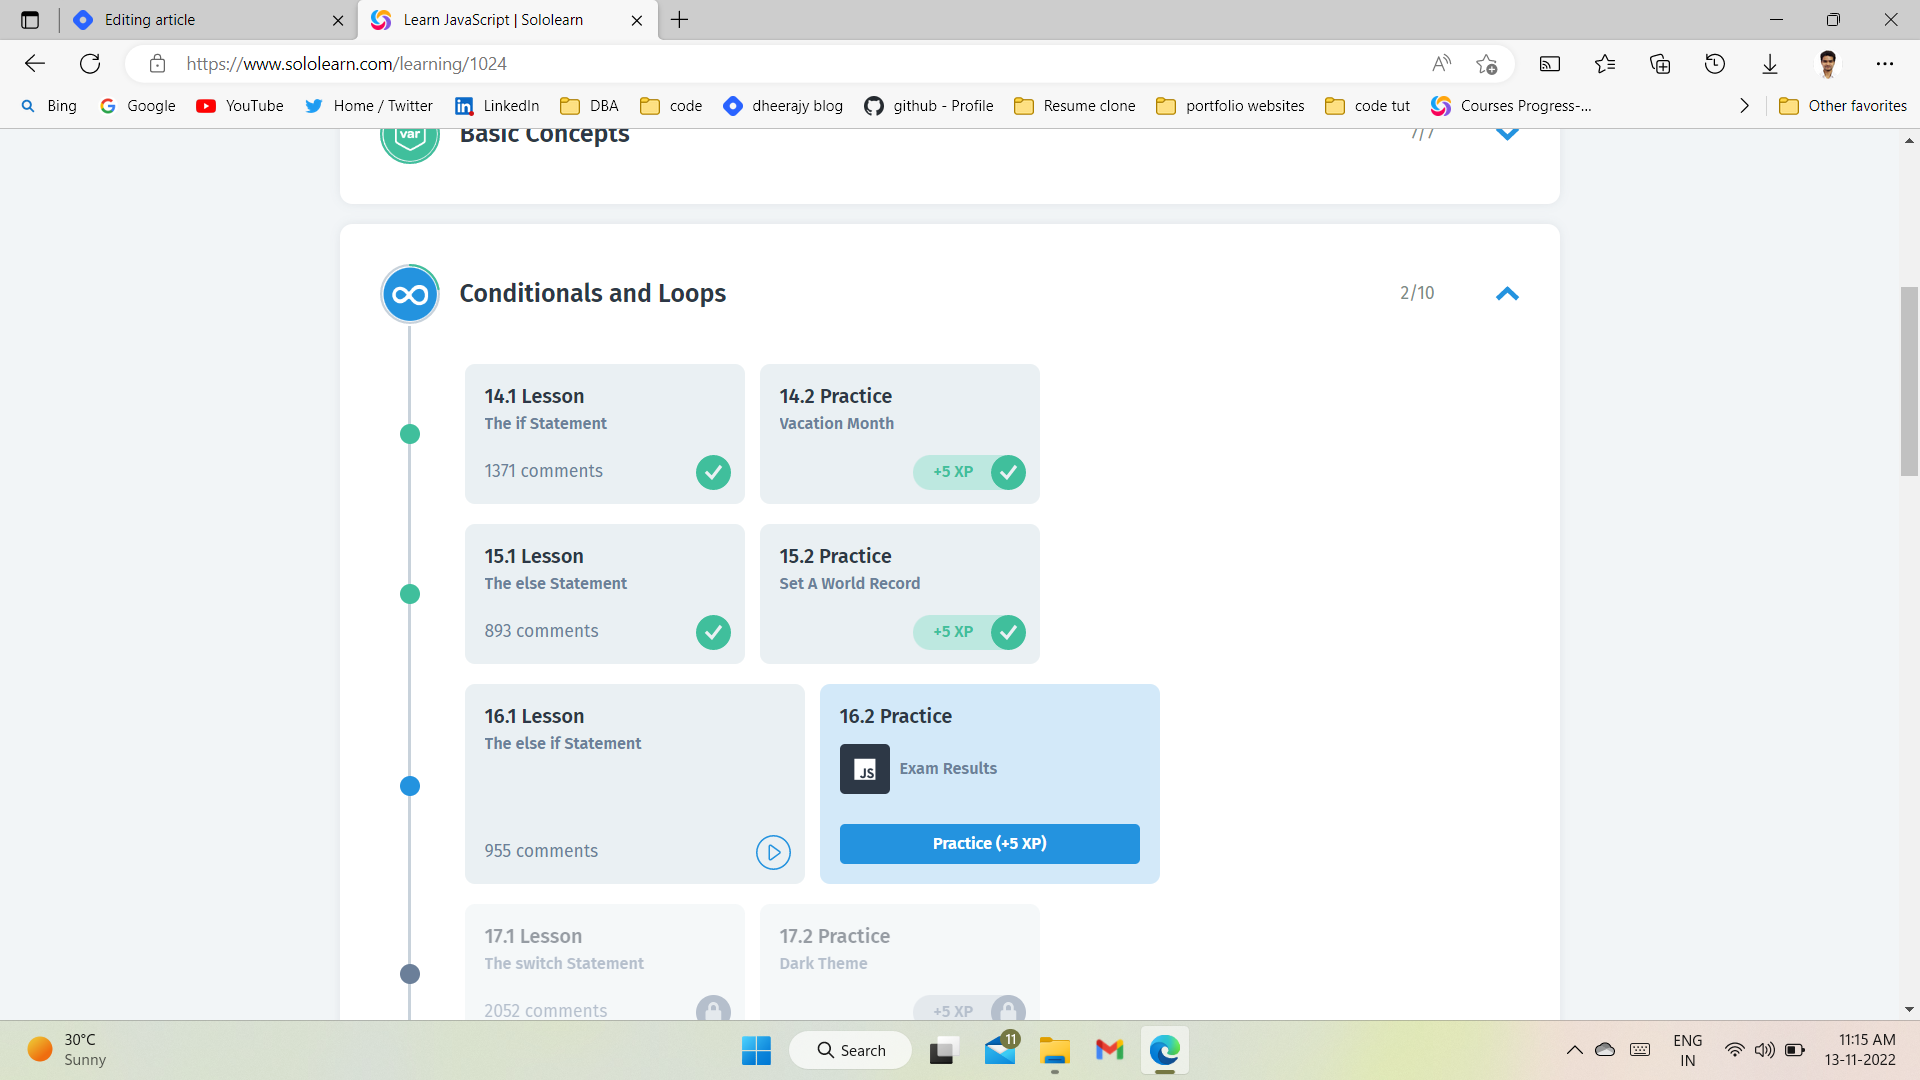 Editing article
Learn JavaScript | Sololearn
https://www.sololearn.com/learning/1024
Bing
Google
YouTube
Home / Twitter
LinkedIn
DBA
code
dheerajy blog
github - Profile
Resume clone
portfolio websites
code tut
Courses Progress-...
Other favorites
var
Basic Concepts
7/7
Conditionals and Loops
2/10
14.1 Lesson
The if Statement
1371 comments
14.2 Practice
Vacation Month
+5 XP
15.1 Lesson
The else Statement
893 comments
15.2 Practice
Set A World Record
+5 XP
16.1 Lesson
The else if Statement
955 comments
16.2 Practice
JS
Exam Results
Practice (+5 XP)
17.1 Lesson
The switch Statement
2052 comments
17.2 Practice
Dark Theme
+5 XP
30°C
Sunny
Search
11
ENG
IN
11:15 AM
13-11-2022